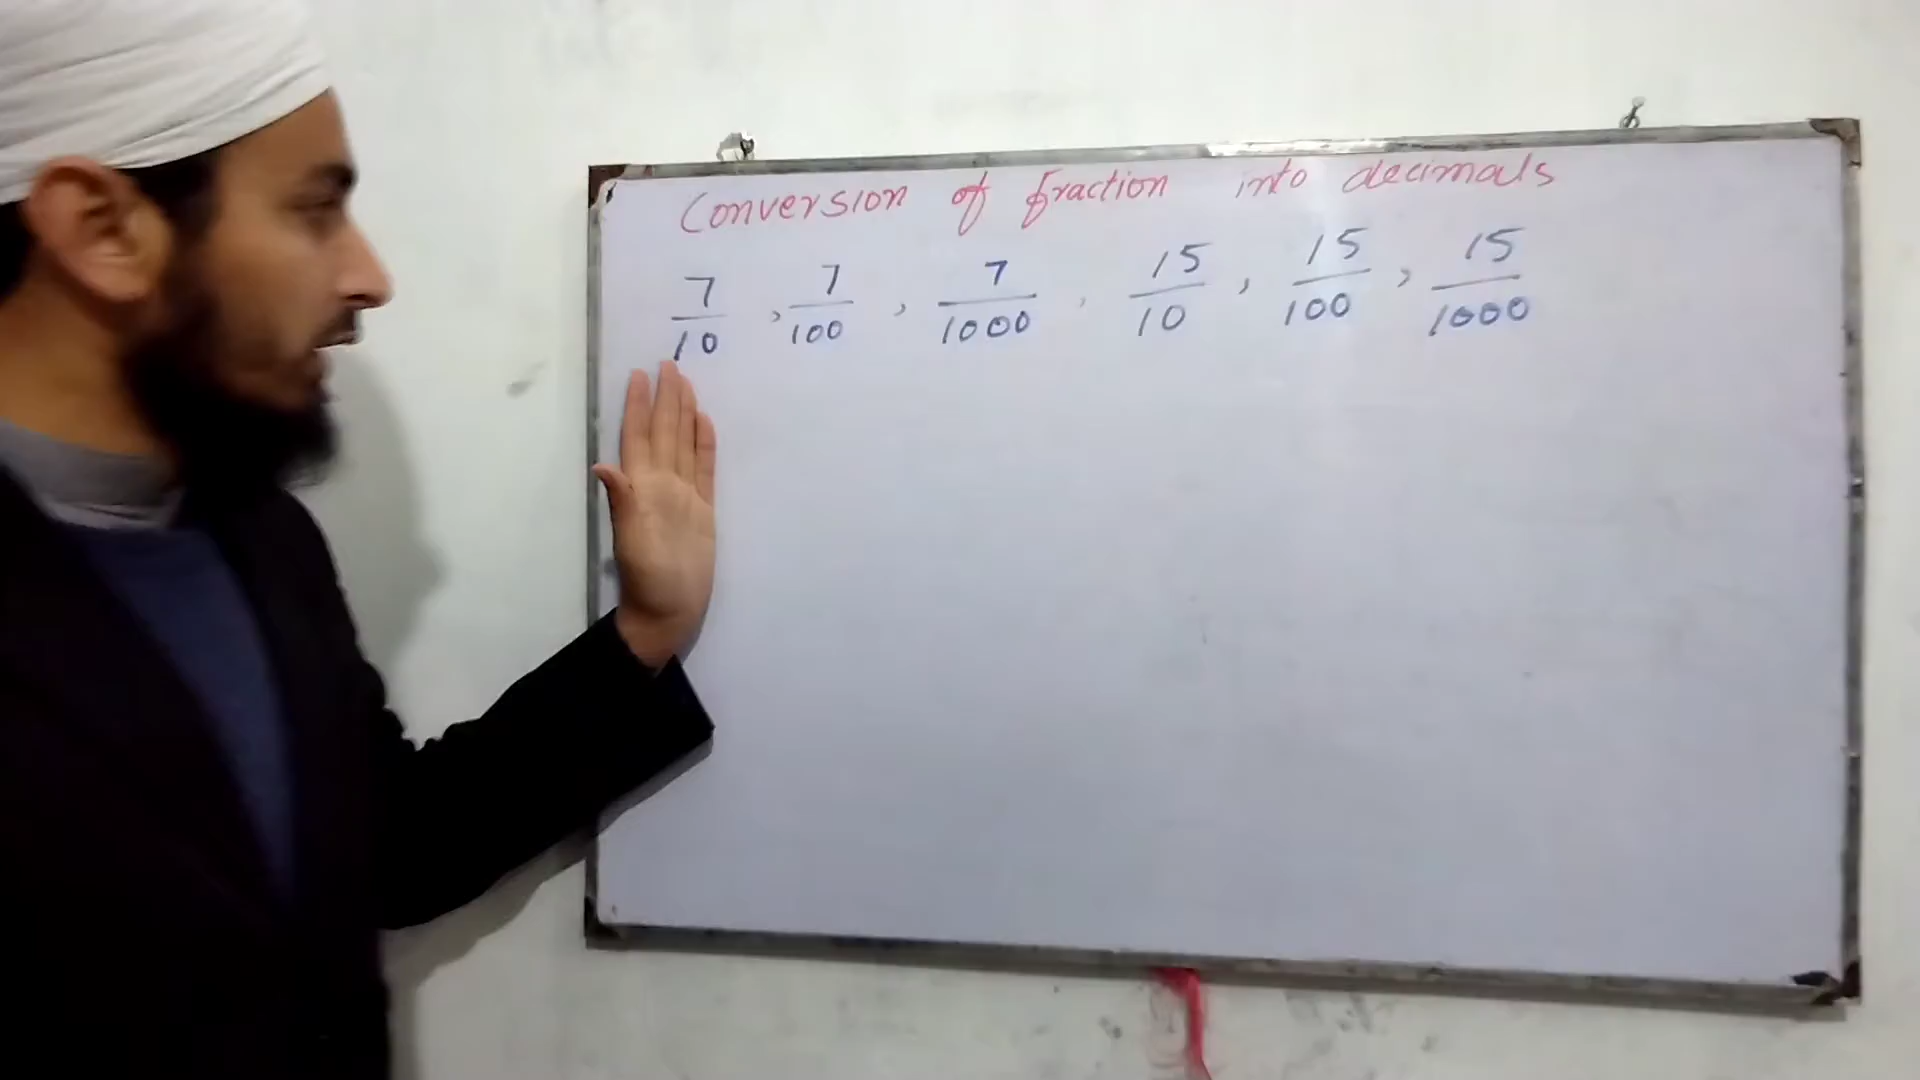 Conversion of fraction into decimals
7/10 , 7/100 , 7/1000 , 15/10 , 15/100 , 15/1000